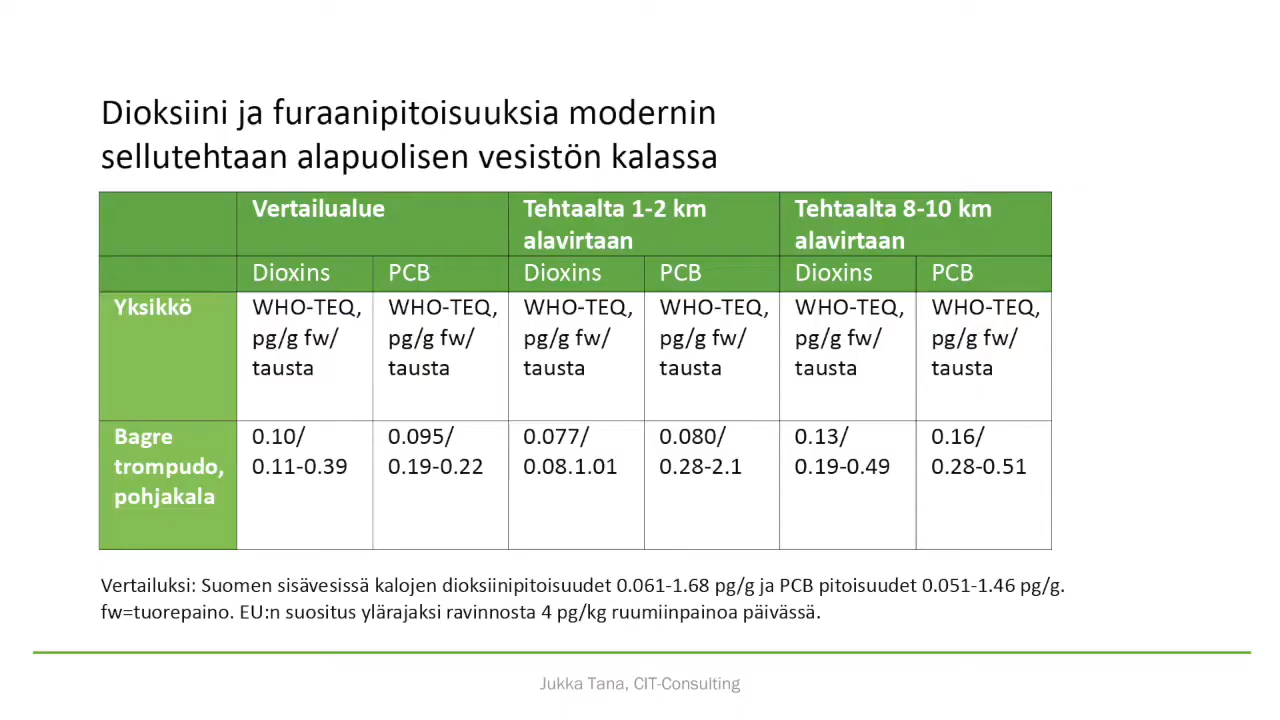 Dioksiini ja furaanipitoisuuksia modernin
sellutehtaan alapuolisen vesistön kalassa
Vertailualue
Tehtaalta 1-2 km
alavirtaan
Tehtaalta 8-10 km
alavirtaan
Dioxins
PCB
Dioxins
PCB
Dioxins
PCB
Yksikkö
WHO-TEQ,
pg/g fw/
tausta
WHO-TEQ,
pg/g fw/
tausta
WHO-TEQ,
pg/g fw/
tausta
WHO-TEQ,
pg/g fw/
tausta
WHO-TEQ,
pg/g fw/
tausta
WHO-TEQ,
pg/g fw/
tausta
Bagre
trompudo,
pohjakala
0.10/
0.11-0.39
0.095/
0.19-0.22
0.077/
0.08.1.01
0.080/
0.28-2.1
0.13/
0.19-0.49
0.16/
0.28-0.51
Vertailuksi: Suomen sisävesissä kalojen dioksiinipitoisuudet 0.061-1.68 pg/g ja PCB pitoisuudet 0.051-1.46 pg/g.
fw=tuorepaino. EU:n suositus ylärajaksi ravinnosta 4 pg/kg ruumiinpainoa päivässä.
Jukka Tana, CIT-Consulting